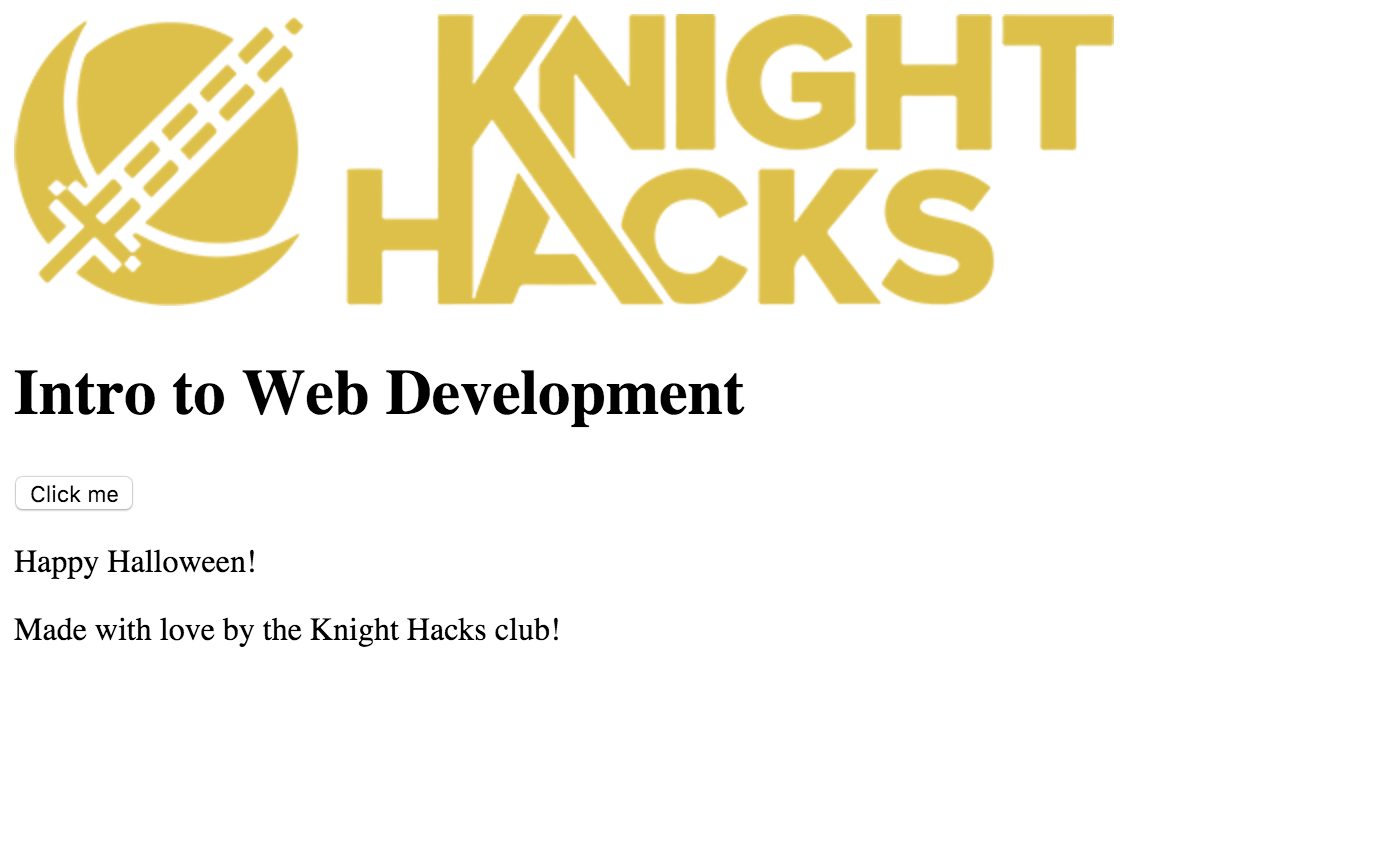 KNIGHT
HACKS
Intro to Web Development
Click me
Happy Halloween!
Made with love by the Knight Hacks club!